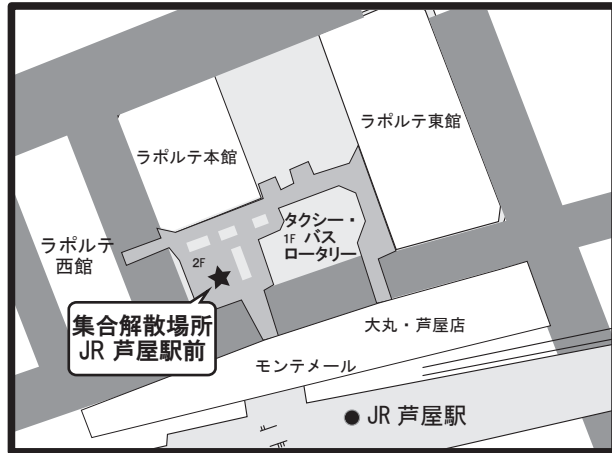 ラポルテ東館
ラポルテ本館
タクシー・
1F バス
ロータリー
ラポルテ
西館
2F
集合解散場所
JR 芦屋駅前
大丸・芦屋店
モンテメール
JR 芦屋駅